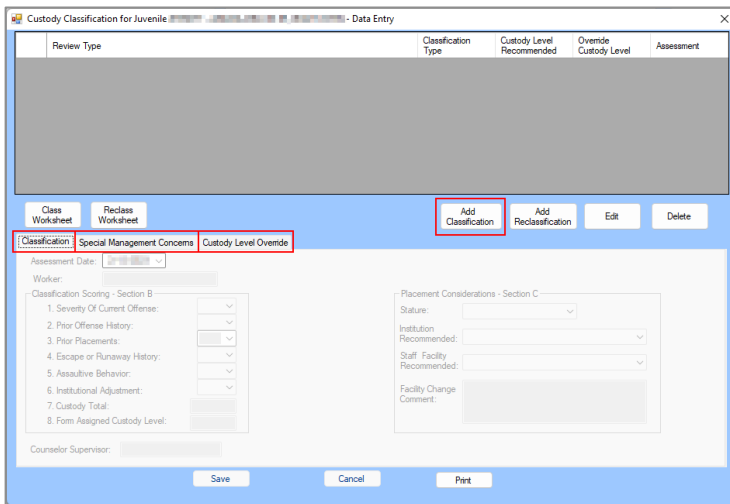 Custody Classification for Juvenile - Data Entry
Review Type
Classification Type
Custody Level Recommended
Override Custody Level
Assessment
Class Worksheet
Reclass Worksheet
Add Classification
Add Reclassification
Edit
Delete
Classification
Special Management Concerns
Custody Level Override
Assessment Date:
Worker:
Classification Scoring - Section B
1. Severity Of Current Offense:
2. Prior Offense History:
3. Prior Placements:
4. Escape or Runaway History:
5. Assaultive Behavior:
6. Institutional Adjustment:
7. Custody Total:
8. Form Assigned Custody Level:
Placement Considerations - Section C
Stature:
Institution Recommended:
Staff Facility Recommended:
Facility Change Comment:
Counselor Supervisor:
Save
Cancel
Print